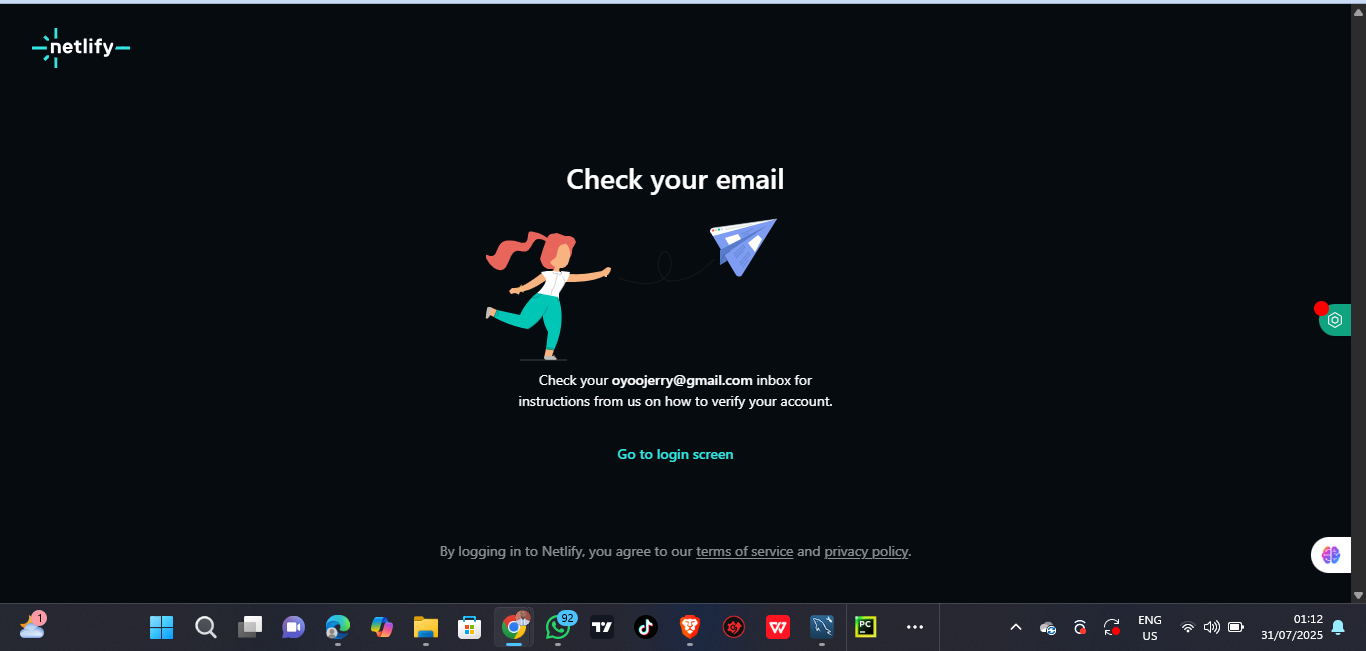 netlify
Check your email
Check your oyoojerry@gmail.com inbox for
instructions from us on how to verify your account.
Go to login screen
By logging in to Netlify, you agree to our terms of service and privacy policy.
1
92
PC
ENG
US
01:12
31/07/2025